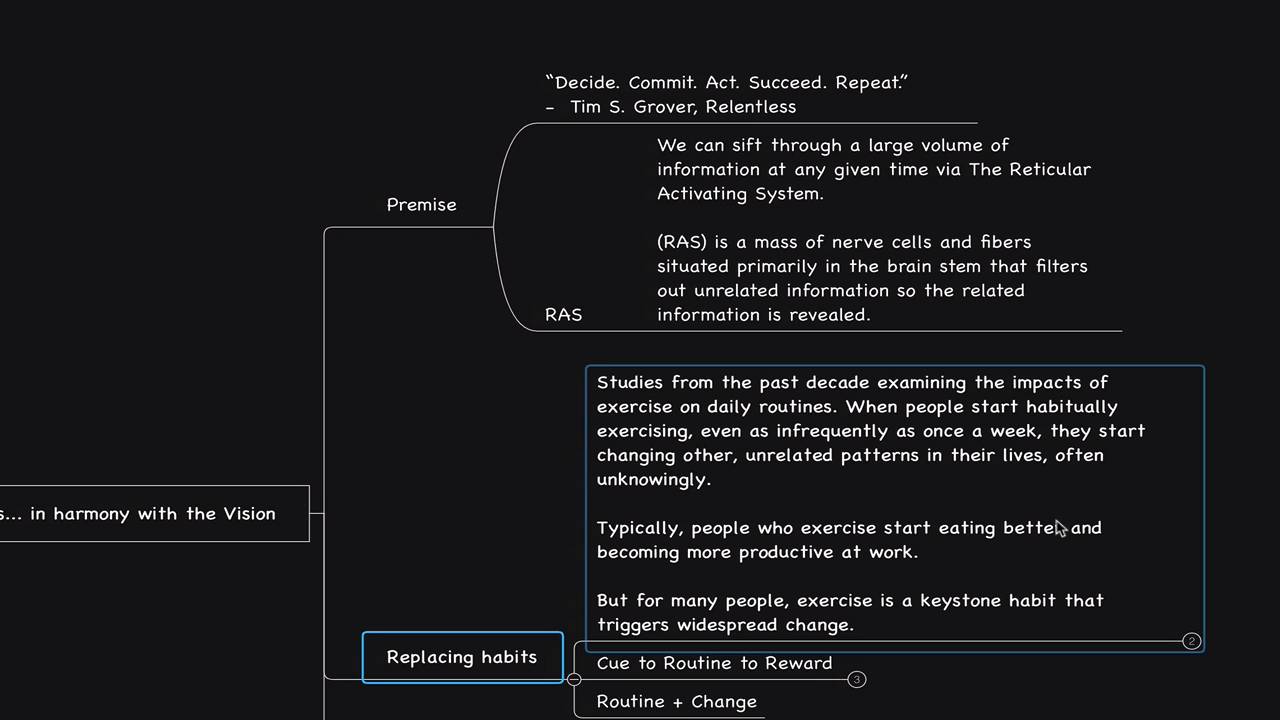 “Decide. Commit. Act. Succeed. Repeat.”
– Tim S. Grover, Relentless
We can sift through a large volume of
information at any given time via The Reticular
Activating System.
Premise
(RAS) is a mass of nerve cells and fibers
situated primarily in the brain stem that filters
out unrelated information so the related
RAS information is revealed.
Studies from the past decade examining the impacts of
exercise on daily routines. When people start habitually
exercising, even as infrequently as once a week, they start
changing other, unrelated patterns in their lives, often
unknowingly.
s... in harmony with the Vision
Typically, people who exercise start eating better and
becoming more productive at work.
But for many people, exercise is a keystone habit that
triggers widespread change.
2
Replacing habits
Cue to Routine to Reward
3
Routine + Change